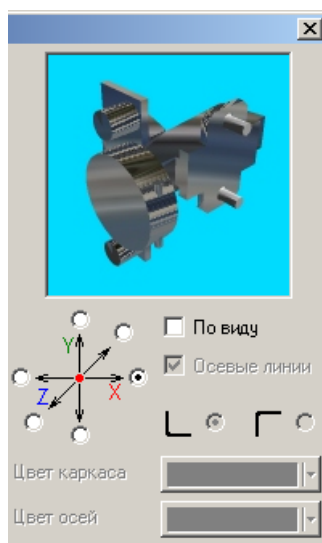 По виду
Y
Осевые линии
Z
X
Цвет каркаса
Цвет осей